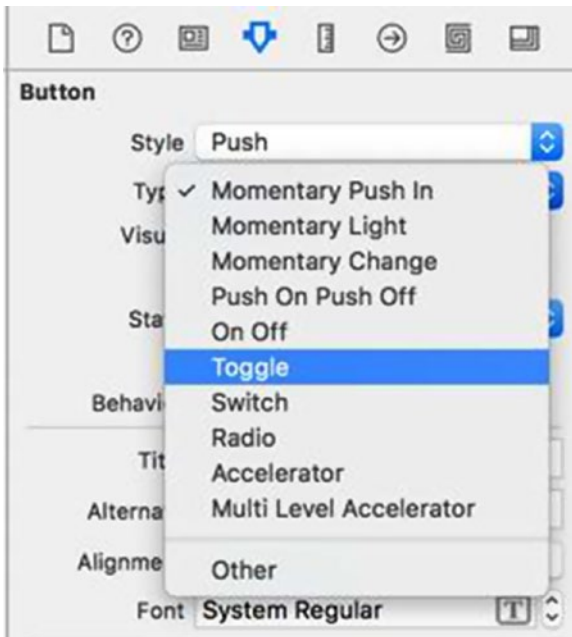 Button
Style Push
Typ ✓ Momentary Push In
Visu Momentary Light
Momentary Change
Push On Push Off
Sta
On Off
Toggle
Behavi Switch
Radio
Tit
Accelerator
Alterna Multi Level Accelerator
Alignme Other
Font System Regular T